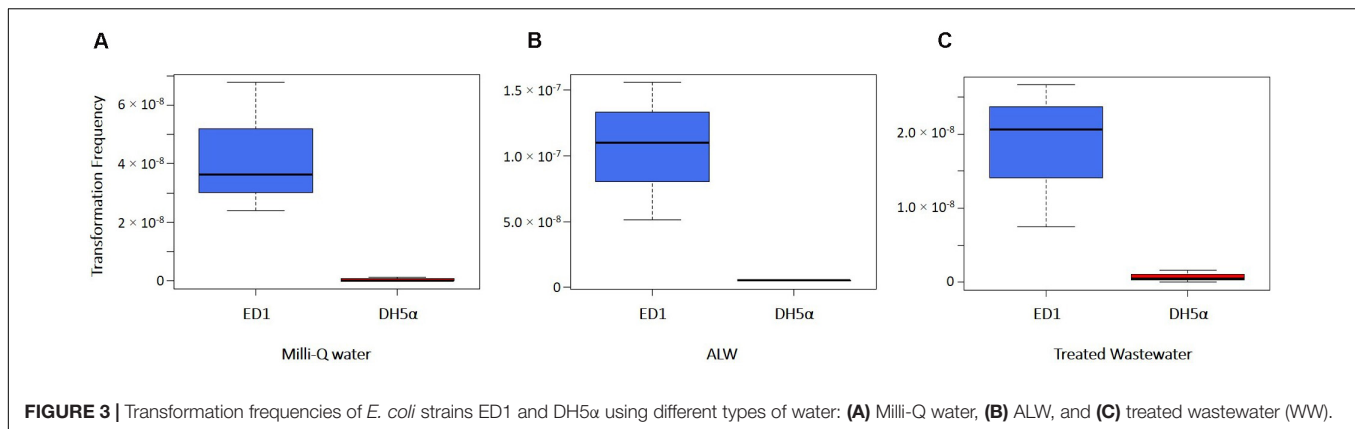 A
B
C
Transformation Frequency
6 × 10⁻⁸
4 × 10⁻⁸
2 × 10⁻⁸
0
ED1
DH5α
Milli-Q water
1.5 × 10⁻⁷
1.0 × 10⁻⁷
5.0 × 10⁻⁸
0
ED1
DH5α
ALW
2.0 × 10⁻⁸
1.0 × 10⁻⁸
0
ED1
DH5α
Treated Wastewater
FIGURE 3 | Transformation frequencies of E. coli strains ED1 and DH5α using different types of water: (A) Milli-Q water, (B) ALW, and (C) treated wastewater (WW).